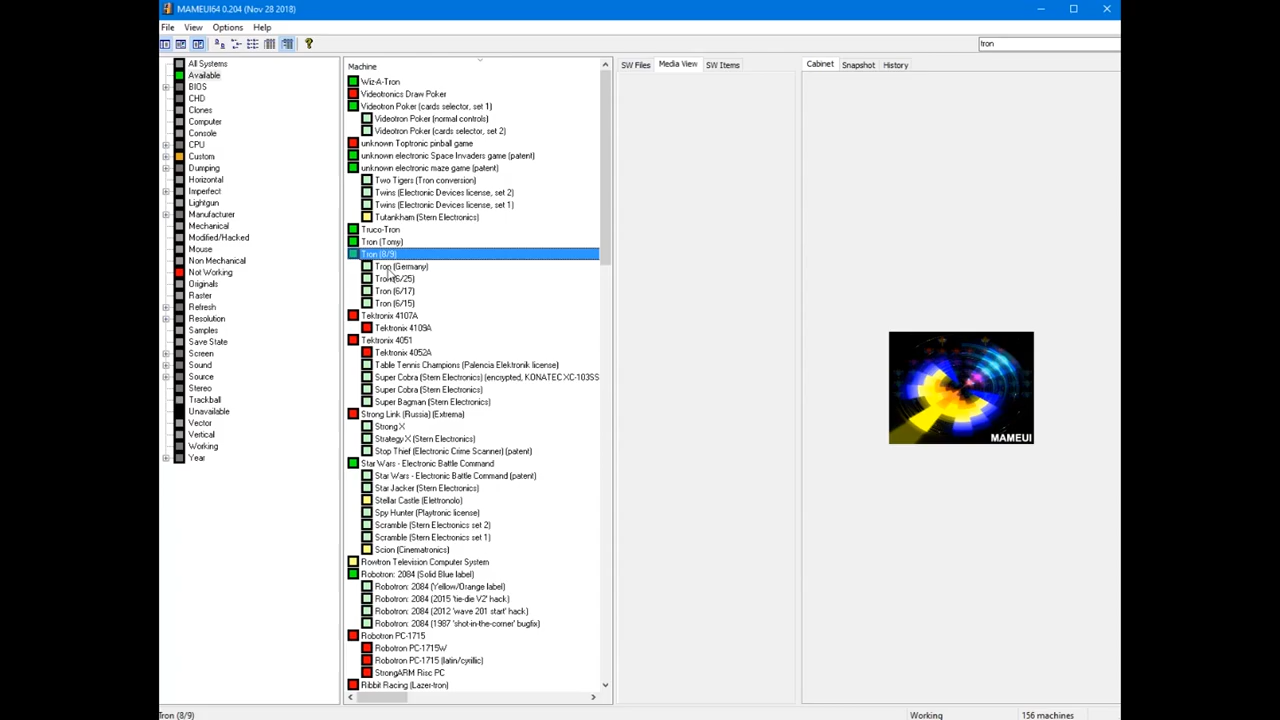 MAMEUI64 0.204 (Nov 28 2018)
File View Options Help
tron
All Systems
Available
BIOS
CHD
Clones
Computer
Console
CPU
Custom
Dumping
Horizontal
Imperfect
Lightgun
Manufacturer
Mechanical
Modified/Hacked
Mouse
Non Mechanical
Not Working
Originals
Raster
Refresh
Resolution
Samples
Save State
Screen
Sound
Source
Stereo
Trackball
Unavailable
Vector
Vertical
Working
Year
Machine
Wiz-A-Tron
Videotronics Draw Poker
Videotron Poker (cards selector, set 1)
Videotron Poker (normal controls)
Videotron Poker (cards selector, set 2)
unknown Toptronic pinball game
unknown electronic Space Invaders game (patent)
unknown electronic maze game (patent)
Two Tigers (Tron conversion)
Twins (Electronic Devices license, set 2)
Twins (Electronic Devices license, set 1)
Tutankham (Stern Electronics)
Truco-Tron
Tron (Tomy)
Tron (8/9)
Tron (Germany)
Tron (6/25)
Tron (6/17)
Tron (6/15)
Tektronix 4107A
Tektronix 4109A
Tektronix 4051
Tektronix 4052A
Table Tennis Champions (Palencia Elektronik license)
Super Cobra (Stern Electronics) (encrypted, KONATEC XC-103SS
Super Cobra (Stern Electronics)
Super Bagman (Stern Electronics)
Strong Link (Russia) (Extrema)
Strong X
Strategy X (Stern Electronics)
Stop Thief (Electronic Crime Scanner) (patent)
Star Wars - Electronic Battle Command
Star Wars - Electronic Battle Command (patent)
Star Jacker (Stern Electronics)
Stellar Castle (Elettronolo)
Spy Hunter (Playtronic license)
Scramble (Stern Electronics set 2)
Scramble (Stern Electronics set 1)
Scion (Cinematronics)
Rowtron Television Computer System
Robotron: 2084 (Solid Blue label)
Robotron: 2084 (Yellow/Orange label)
Robotron: 2084 (2015 'tie-die V2' hack)
Robotron: 2084 (2012 'wave 201 start' hack)
Robotron: 2084 (1987 'shot-in-the-corner' bugfix)
Robotron PC-1715
Robotron PC-1715W
Robotron PC-1715 (latin/cyrillic)
StrongARM Risc PC
Ribbit Racing (Lazer-tron)
SW Files Media View SW Items
Cabinet Snapshot History
MAMEUI
Tron (8/9) Working 156 machines